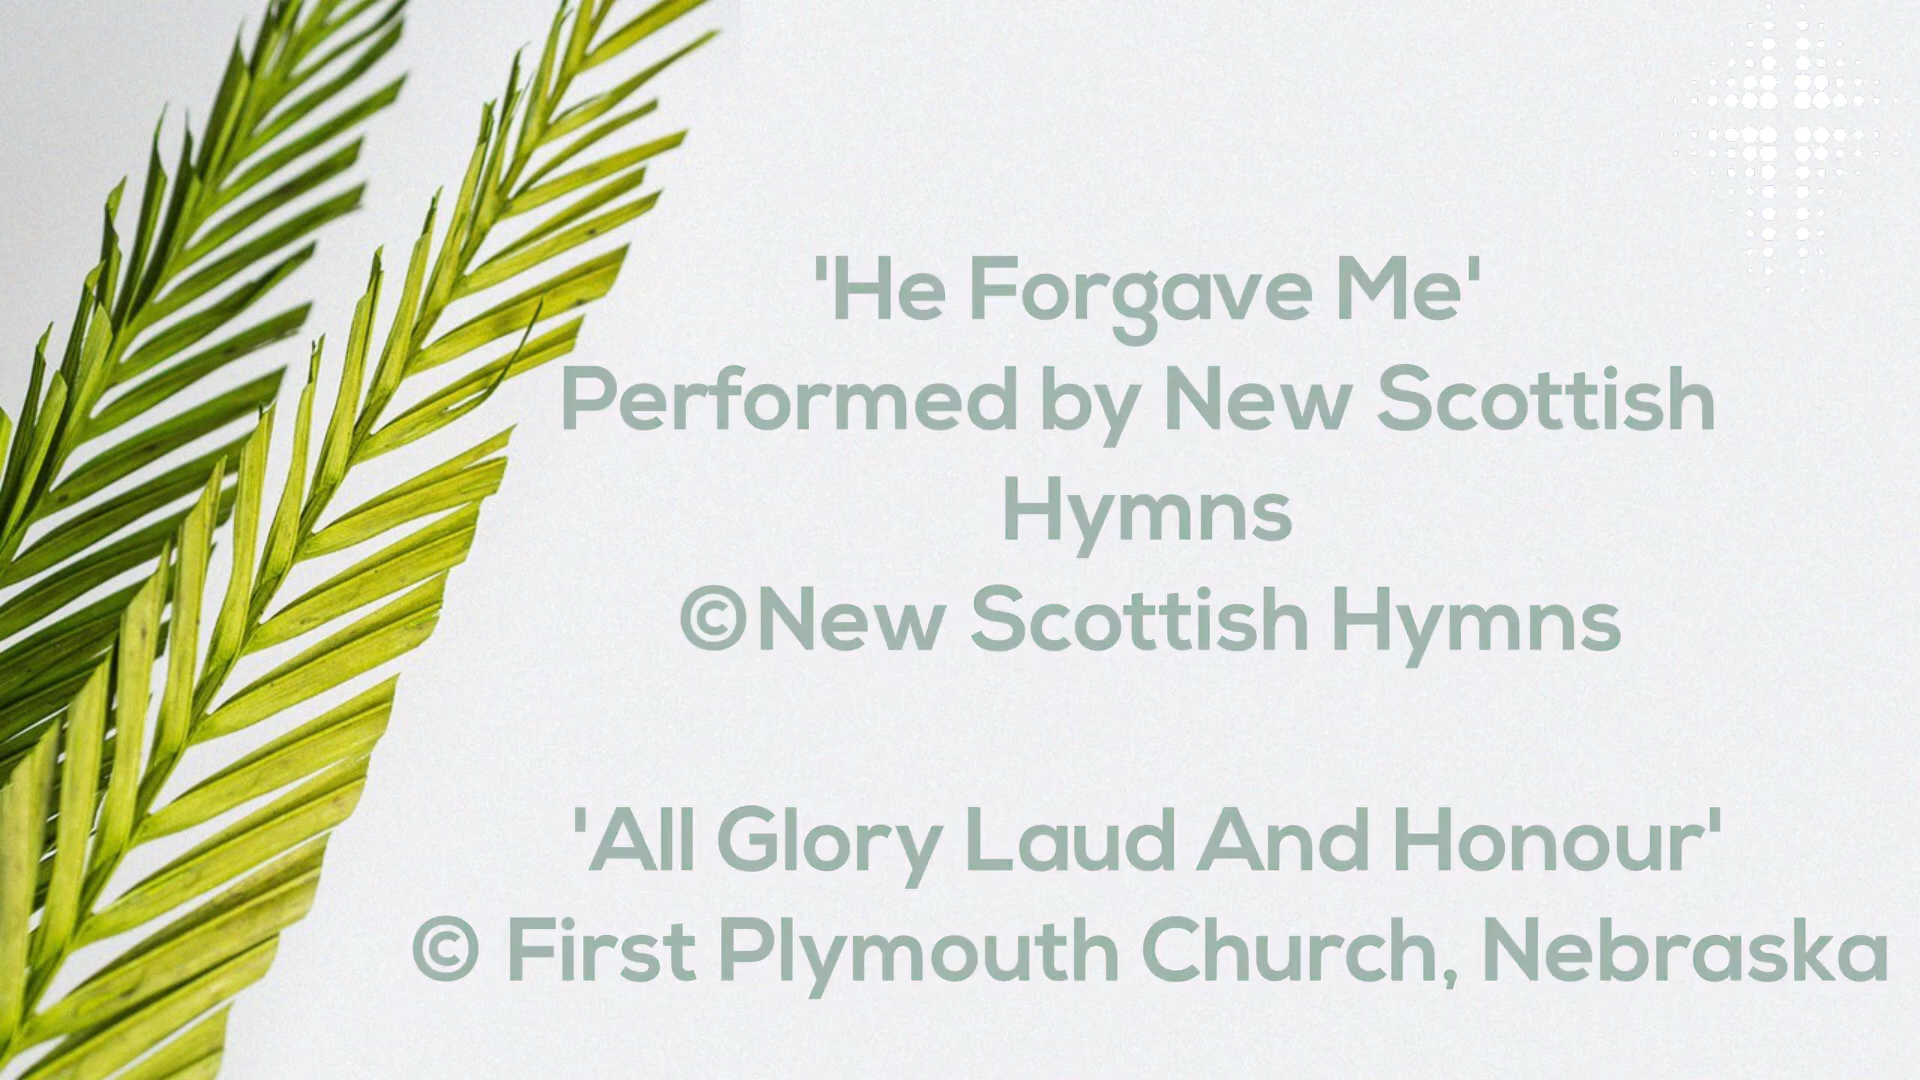 'He Forgave Me'
Performed by New Scottish
Hymns
©New Scottish Hymns
'All Glory Laud And Honour'
© First Plymouth Church, Nebraska